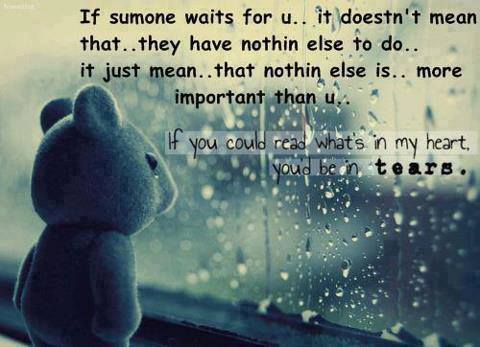 If sumone waits for u.. it doestn't mean
that..they have nothin else to do..
it just mean..that nothin else is.. more
important than u..
If you could read what's in my heart,
you'd be in tears.